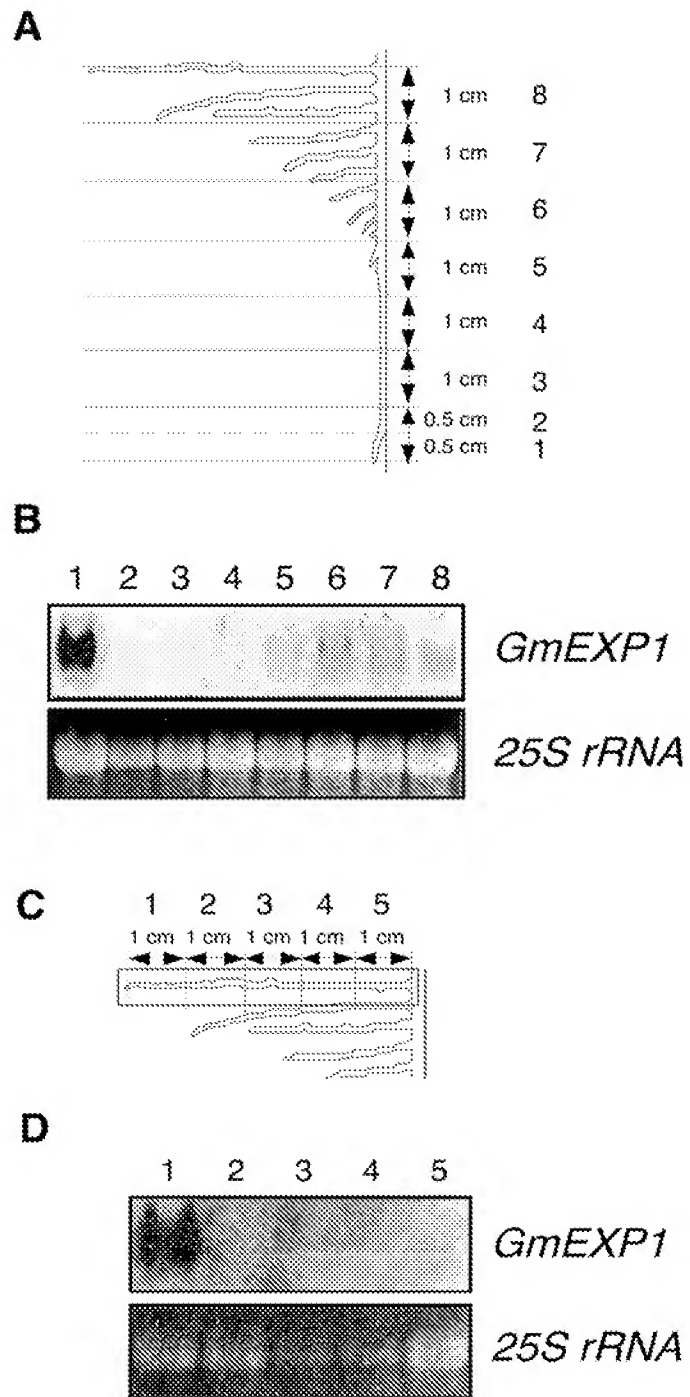 A
1 cm 8
1 cm 7
1 cm 6
1 cm 5
1 cm 4
1 cm 3
0.5 cm 2
0.5 cm 1
B
1 2 3 4 5 6 7 8
GmEXP1
25S rRNA
C
1 2 3 4 5
1 cm 1 cm 1 cm 1 cm 1 cm
D
1 2 3 4 5
GmEXP1
25S rRNA